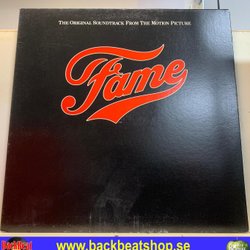 THE ORIGINAL SOUNDTRACK FROM THE MOTION PICTURE
Fame
www.backbeatshop.se